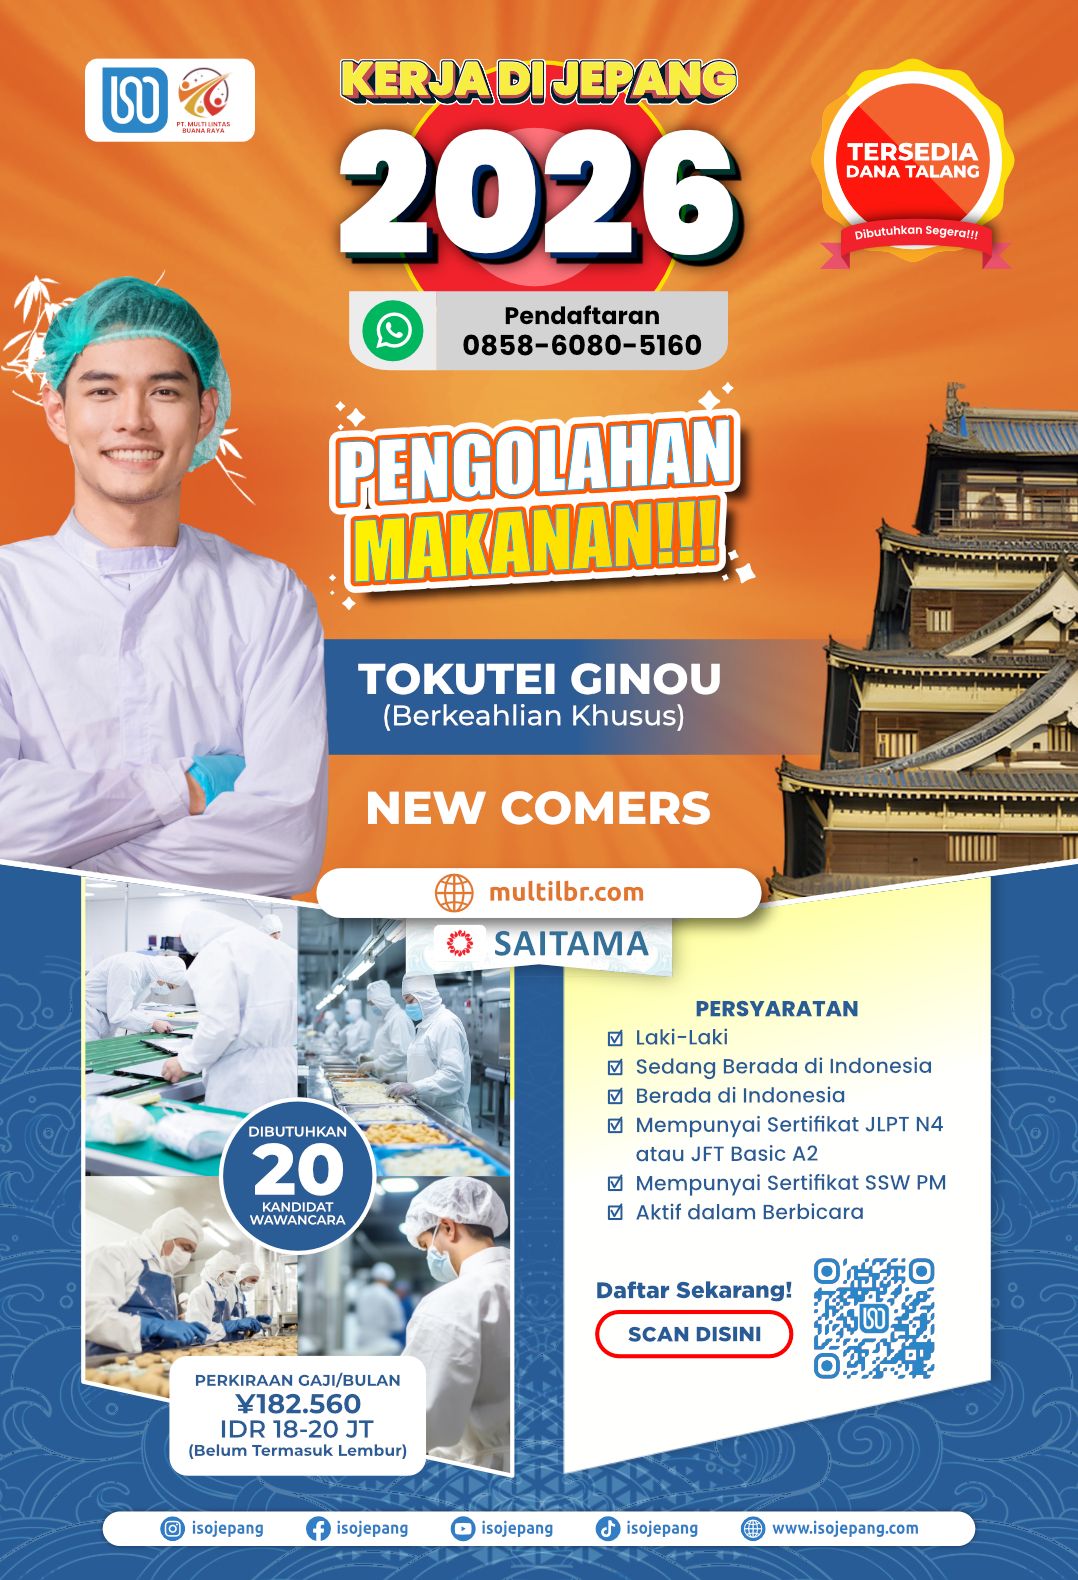 ISO
PT. MULTI LINTAS
BUANA RAYA
KERJA DI JEPANG
2026
TERSEDIA
DANA TALANG
Dibutuhkan Segera!!!
Pendaftaran
0858-6080-5160
PENGOLAHAN
MAKANAN!!!
TOKUTEI GINOU
(Berkeahlian Khusus)
NEW COMERS
multilbr.com
SAITAMA
DIBUTUHKAN
20
KANDIDAT
WAWANCARA
PERKIRAAN GAJI/BULAN
¥182.560
IDR 18-20 JT
(Belum Termasuk Lembur)
PERSYARATAN
Laki-Laki
Sedang Berada di Indonesia
Berada di Indonesia
Mempunyai Sertifikat JLPT N4
atau JFT Basic A2
Mempunyai Sertifikat SSW PM
Aktif dalam Berbicara
Daftar Sekarang!
SCAN DISINI
ISO
isojepang
isojepang
isojepang
isojepang
www.isojepang.com